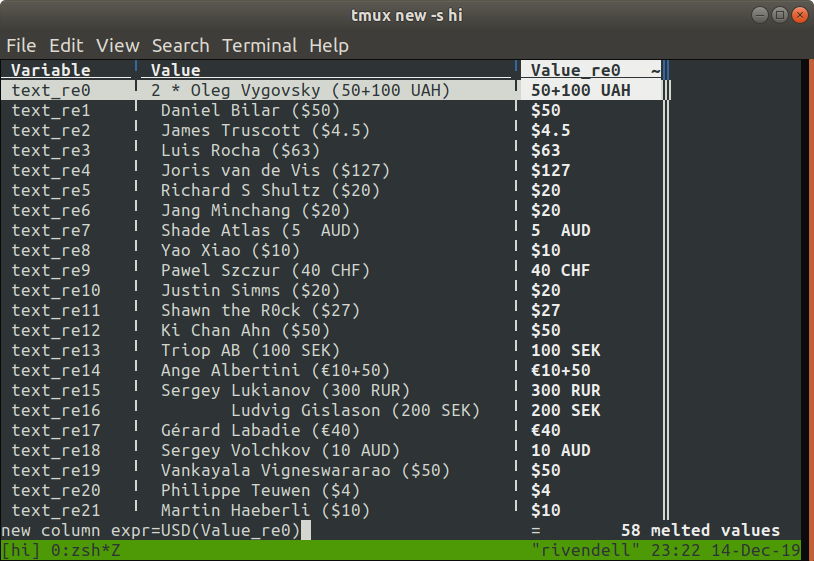 tmux new -s hi
File Edit View Search Terminal Help
Variable Value Value_re0 ~
text_re0 2 * Oleg Vygovsky (50+100 UAH) 50+100 UAH
text_re1 Daniel Bilar ($50) $50
text_re2 James Truscott ($4.5) $4.5
text_re3 Luis Rocha ($63) $63
text_re4 Joris van de Vis ($127) $127
text_re5 Richard S Shultz ($20) $20
text_re6 Jang Minchang ($20) $20
text_re7 Shade Atlas (5  AUD) 5  AUD
text_re8 Yao Xiao ($10) $10
text_re9 Pawel Szczur (40 CHF) 40 CHF
text_re10 Justin Simms ($20) $20
text_re11 Shawn the R0ck ($27) $27
text_re12 Ki Chan Ahn ($50) $50
text_re13 Triop AB (100 SEK) 100 SEK
text_re14 Ange Albertini (€10+50) €10+50
text_re15 Sergey Lukianov (300 RUR) 300 RUR
text_re16 Ludvig Gislason (200 SEK) 200 SEK
text_re17 Gérard Labadie (€40) €40
text_re18 Sergey Volchkov (10 AUD) 10 AUD
text_re19 Vankayala Vigneswararao ($50) $50
text_re20 Philippe Teuwen ($4) $4
text_re21 Martin Haeberli ($10) $10
new column expr=USD(Value_re0) = 58 melted values
[hi] 0:zsh*Z "rivendell" 23:22 14-Dec-19